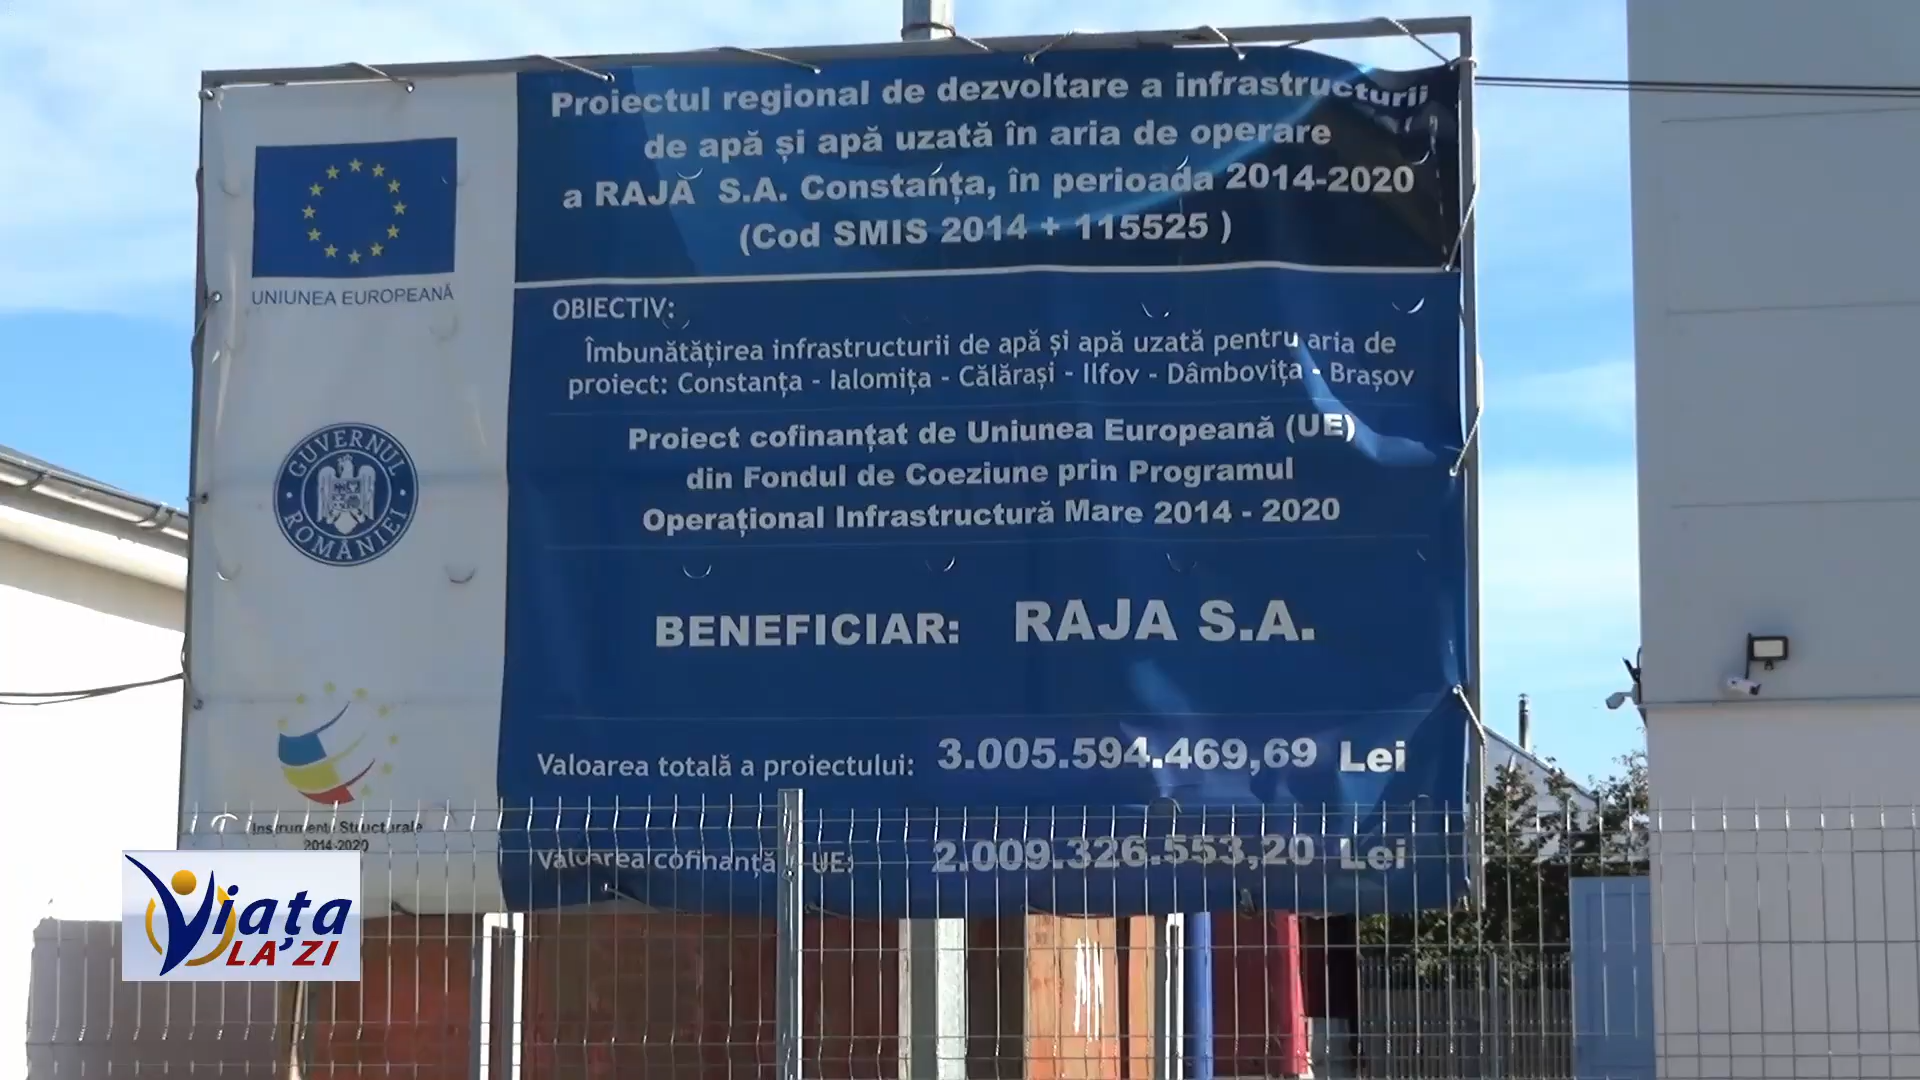 Proiectul regional de dezvoltare a infrastructurii
de apă și apă uzată în aria de operare
a RAJA S.A. Constanța, în perioada 2014-2020
(Cod SMIS 2014 + 115525 )
UNIUNEA EUROPEANĂ
OBIECTIV:
Îmbunătățirea infrastructurii de apă și apă uzată pentru aria de
proiect: Constanța - Ialomița - Călărași - Ilfov - Dâmbovița - Brașov
Proiect cofinanțat de Uniunea Europeană (UE)
din Fondul de Coeziune prin Programul
Operațional Infrastructură Mare 2014 - 2020
GUVERNUL
ROMÂNIEI
BENEFICIAR: RAJA S.A.
Valoarea totală a proiectului: 3.005.594.469,69 Lei
Instrumente Structurale
2014-2020
Valoarea cofinanță UE: 2.009.326.553,20 Lei
Viața
LA ZI